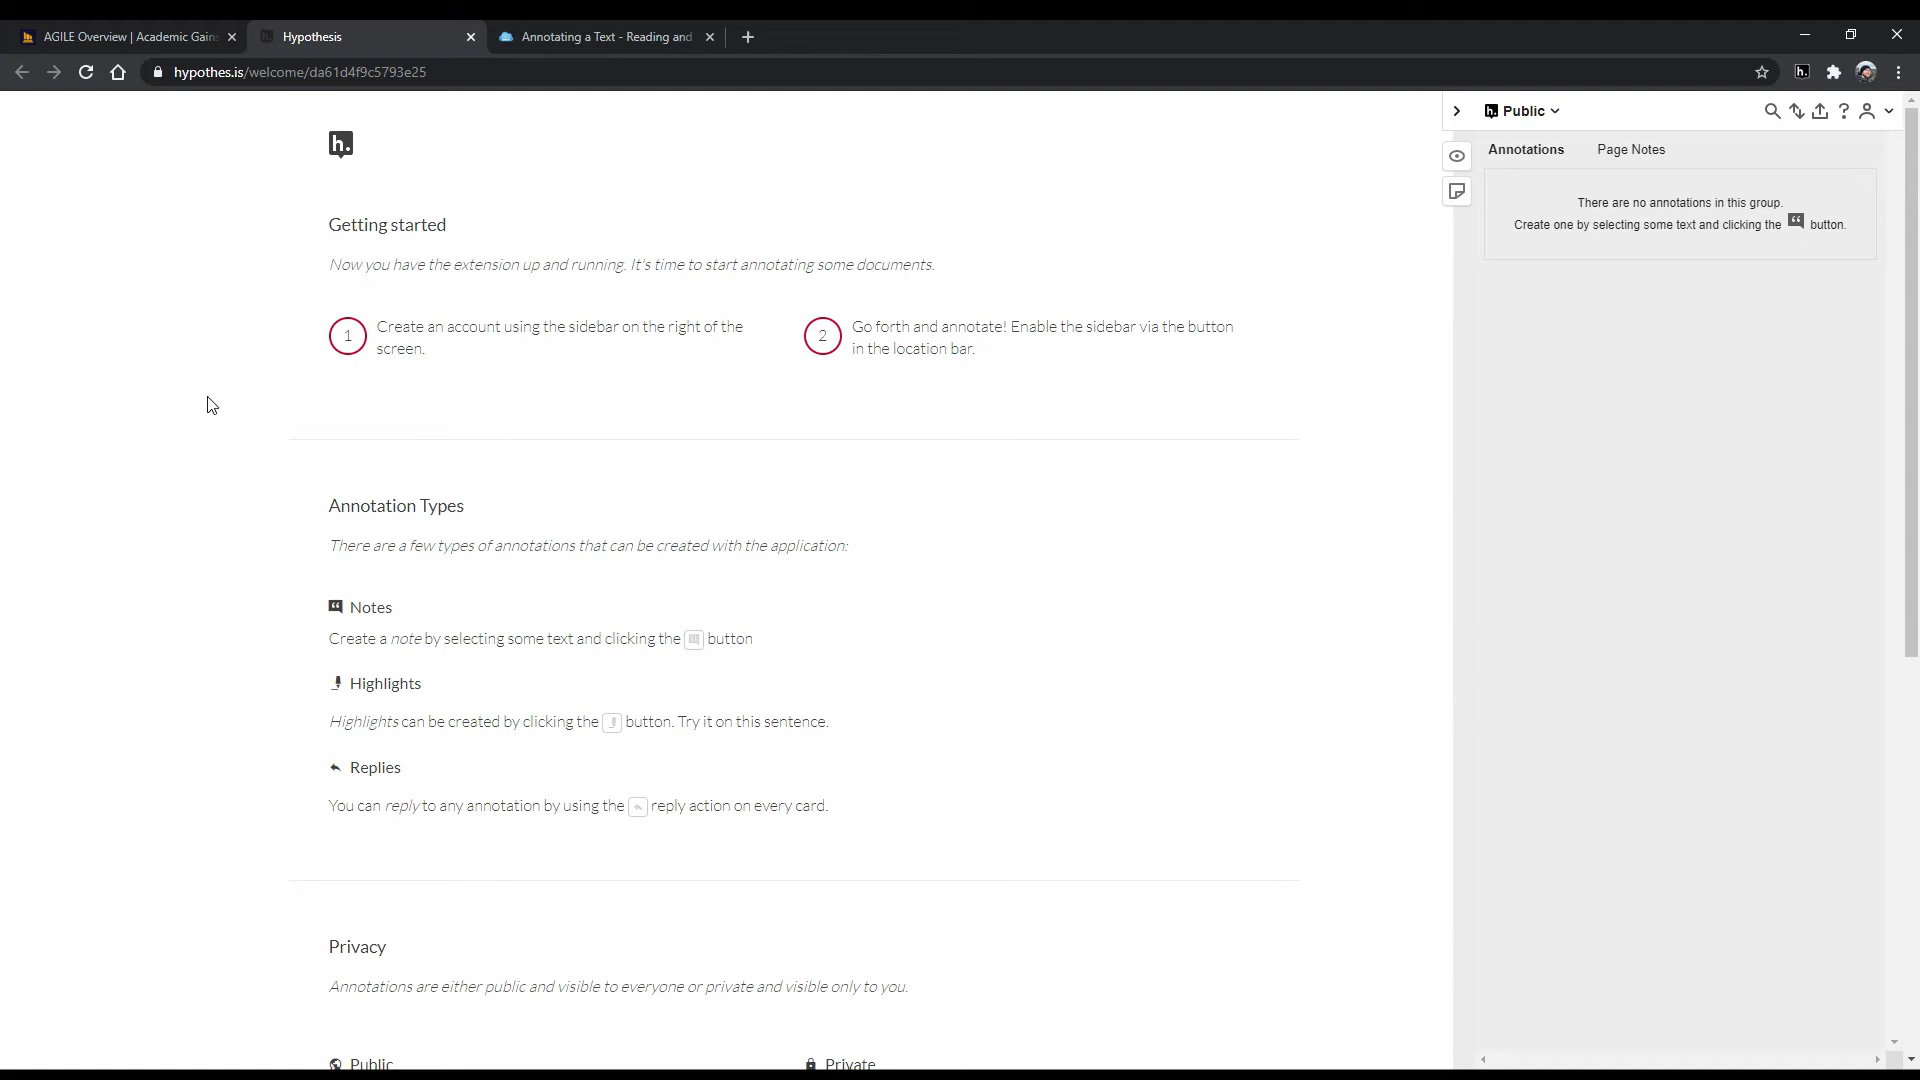 AGILE Overview | Academic Gain
Hypothesis
Annotating a Text - Reading and
hypothes.is/welcome/da61d4f9c5793e25
h.
h.
Public
Annotations
Page Notes
There are no annotations in this group.
Create one by selecting some text and clicking the button.
Getting started
Now you have the extension up and running. It's time to start annotating some documents.
1
Create an account using the sidebar on the right of the
screen.
2
Go forth and annotate! Enable the sidebar via the button
in the location bar.
Annotation Types
There are a few types of annotations that can be created with the application:
Notes
Create a note by selecting some text and clicking the button
Highlights
Highlights can be created by clicking the button. Try it on this sentence.
Replies
You can reply to any annotation by using the reply action on every card.
Privacy
Annotations are either public and visible to everyone or private and visible only to you.
Public
Private